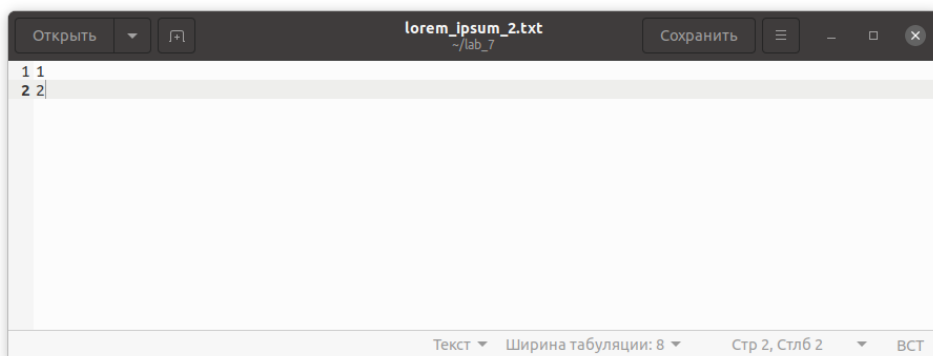 Открыть
lorem_ipsum_2.txt
~/lab_7
Сохранить
1 1
2 2
Текст Ширина табуляции: 8 Стр 2, Стлб 2 ВСТ